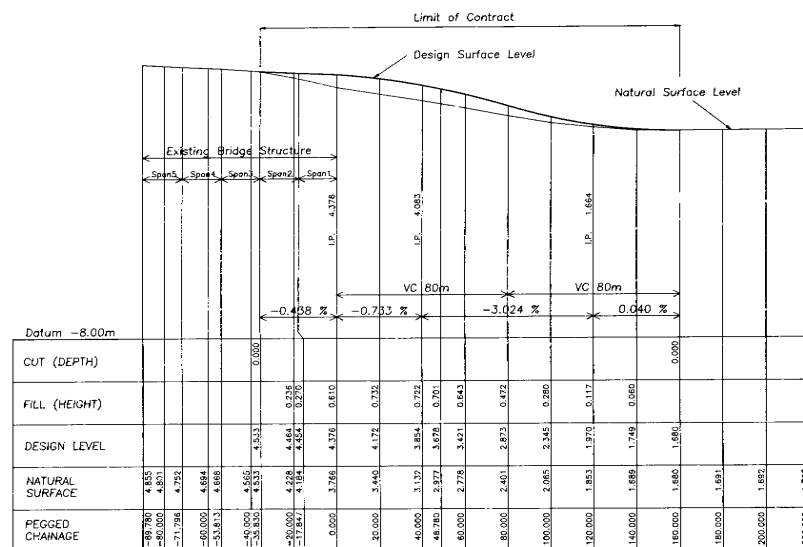 Limit of Contract
Design Surface Level
Natural Surface Level
Existing Bridge Structure
Span5 Span4 Span3 Span2 Span1
I.P. 4.376
I.P. 4.083
I.P. 1.664
VC 80m VC 80m
-0.438 % -0.733 % -3.024 % 0.040 %
Datum -8.00m
CUT (DEPTH) 0.000 0.000
FILL (HEIGHT) 0.236 0.270 0.610 0.732 0.722 0.701 0.643 0.472 0.280 0.117 0.060
DESIGN LEVEL 4.533 4.464 4.454 4.376 4.172 3.854 3.678 3.421 2.873 2.345 1.970 1.749 1.680
NATURAL SURFACE 4.855 4.801 4.752 4.694 4.668 4.565 4.533 4.228 4.184 3.766 3.440 3.132 2.977 2.778 2.401 2.065 1.853 1.689 1.680 1.691 1.692
PEGGED CHAINAGE -89.780 -80.000 -71.796 -60.000 -53.813 -40.000 -35.830 -20.000 -17.847 0.000 20.000 40.000 48.780 60.000 80.000 100.000 120.000 140.000 160.000 180.000 200.000